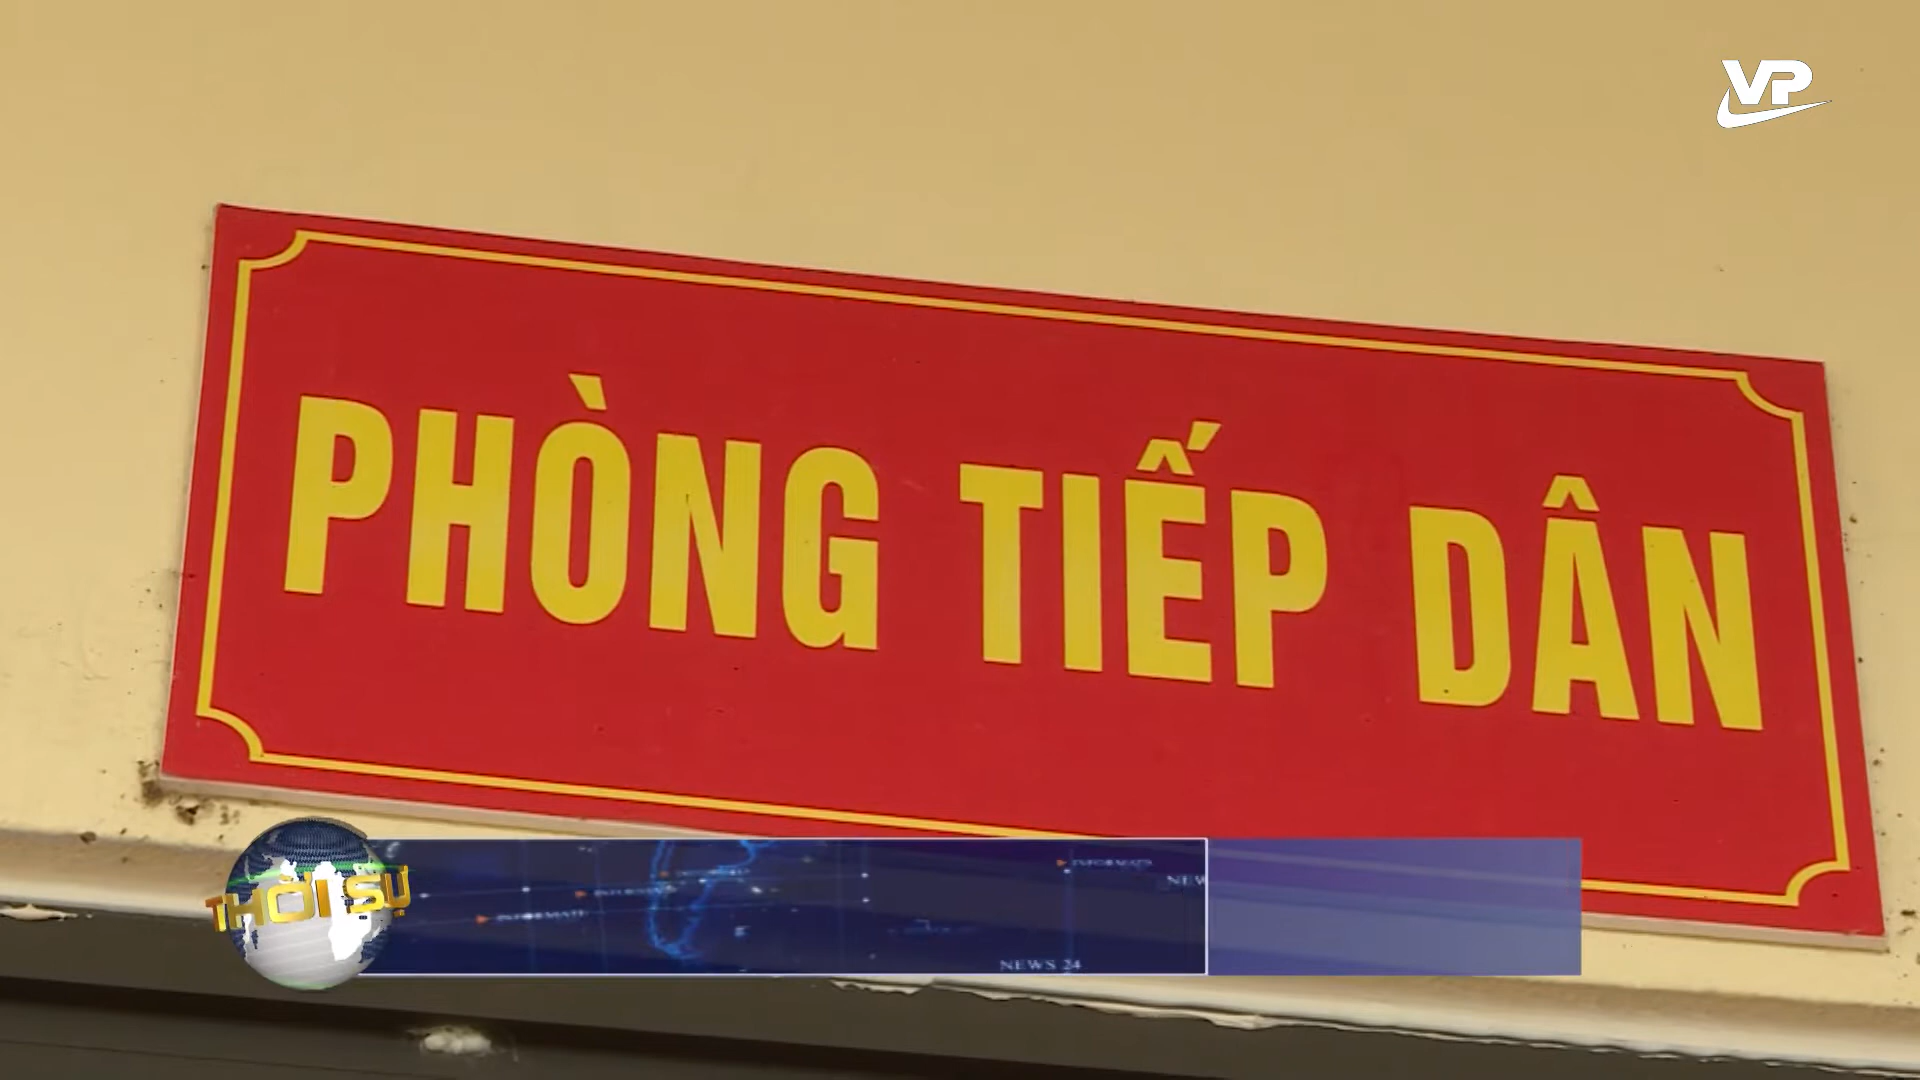 VP
PHÒNG TIẾP DÂN
THỜI SỰ
NEWS 24